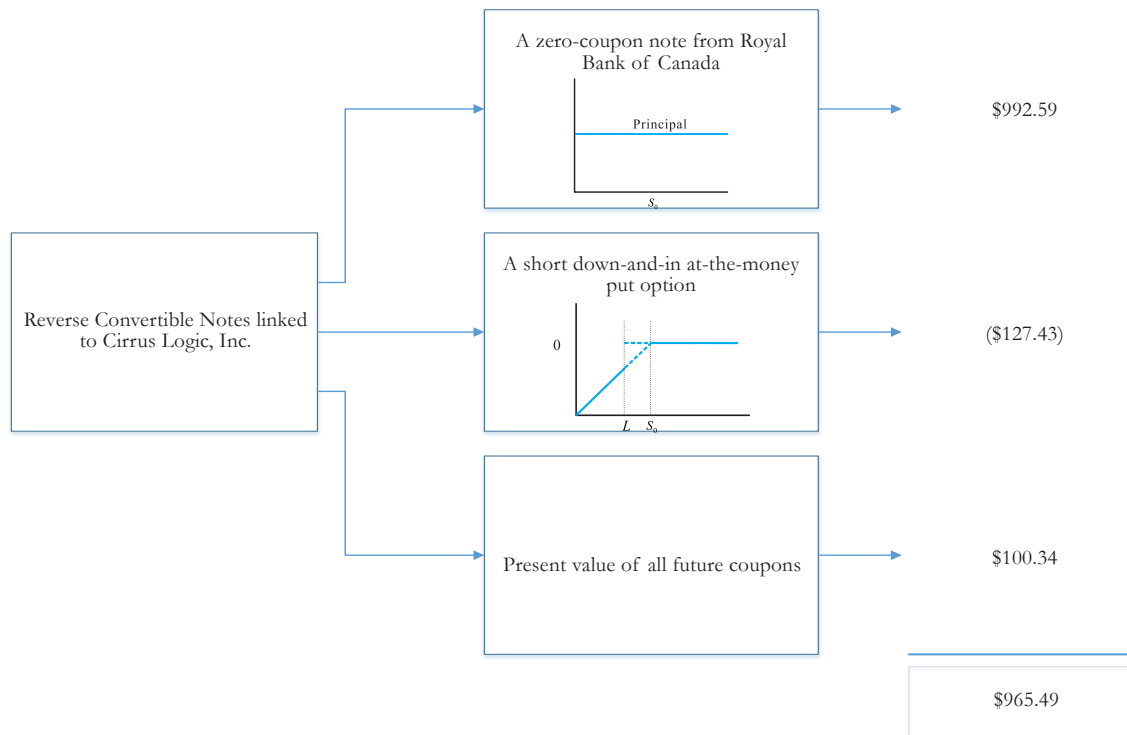 A zero-coupon note from Royal
Bank of Canada
Principal
S₀
$992.59
Reverse Convertible Notes linked
to Cirrus Logic, Inc.
A short down-and-in at-the-money
put option
0
L S₀
($127.43)
Present value of all future coupons
$100.34
$965.49